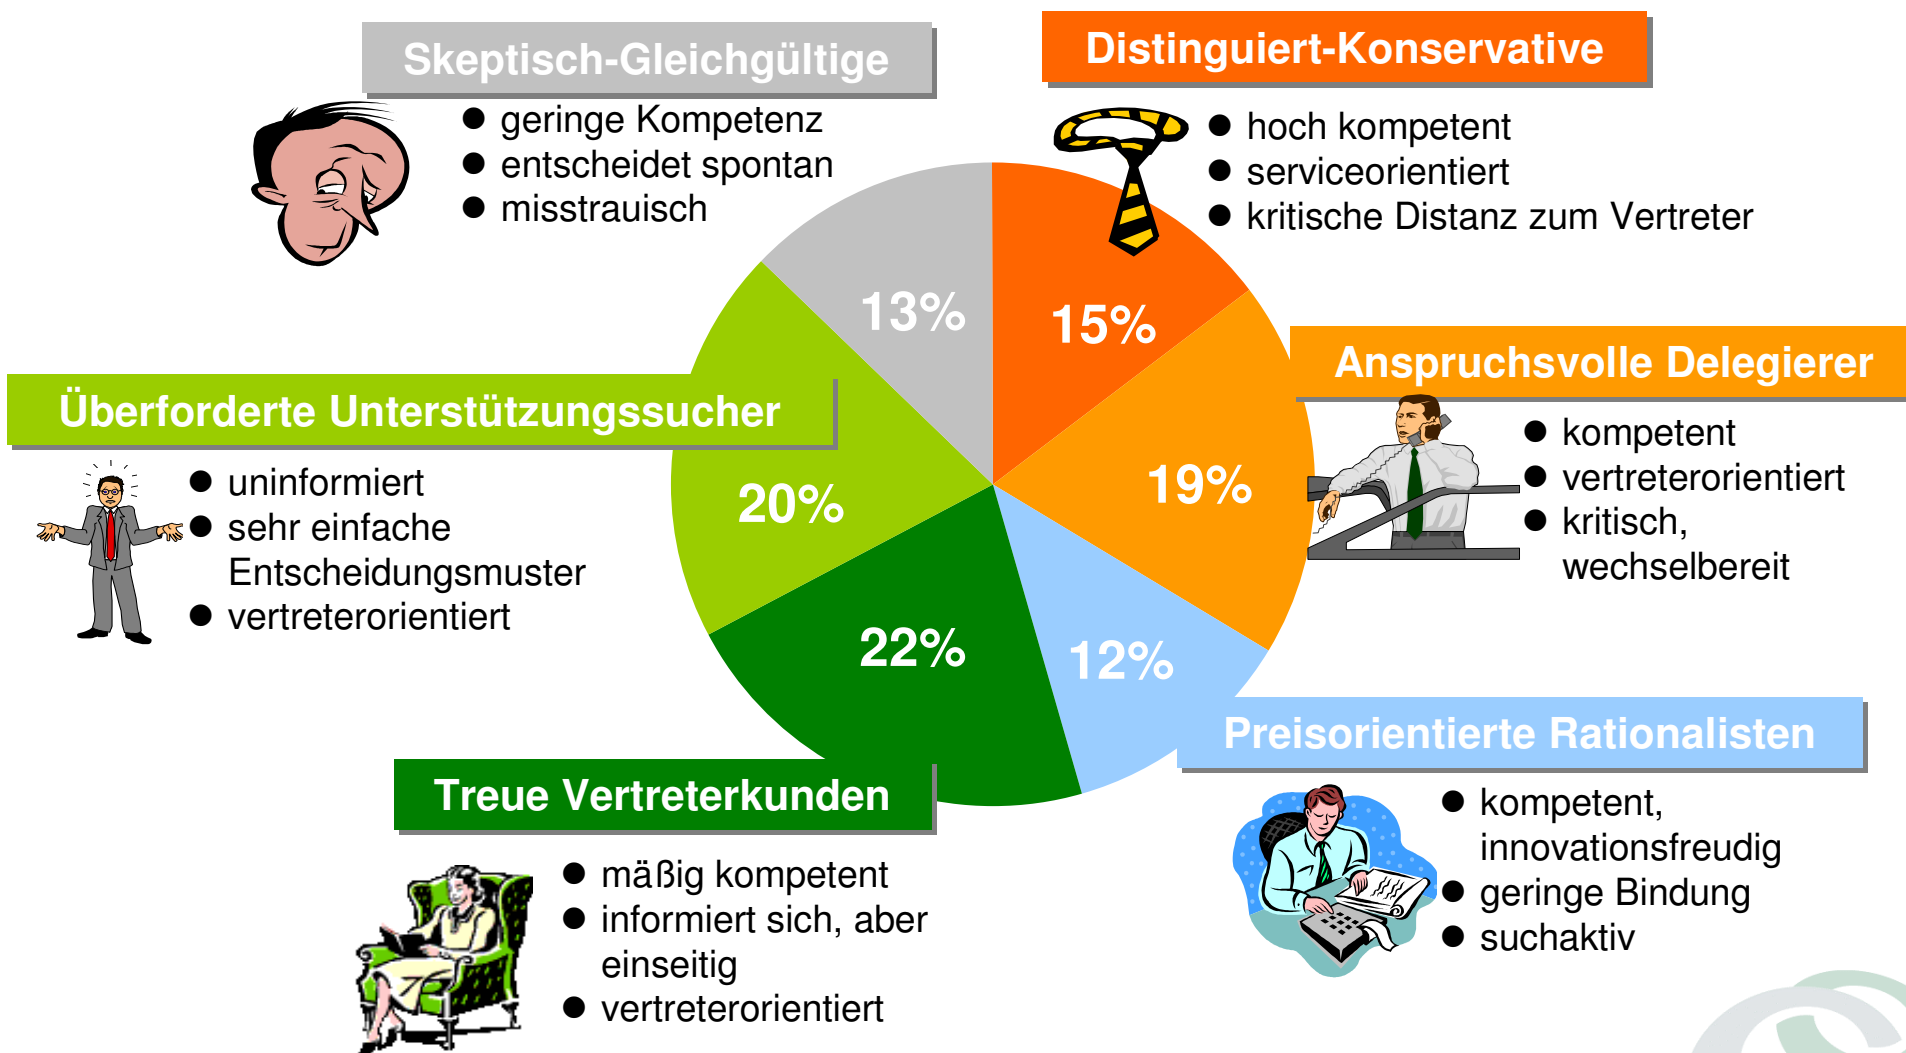 Skeptisch-Gleichgültige
● geringe Kompetenz
● entscheidet spontan
● misstrauisch
Distinguiert-Konservative
● hoch kompetent
● serviceorientiert
● kritische Distanz zum Vertreter
13%
15%
Anspruchsvolle Delegierer
● kompetent
● vertreterorientiert
● kritisch,
wechselbereit
Überforderte Unterstützungssucher
● uninformiert
● sehr einfache
Entscheidungsmuster
● vertreterorientiert
20%
19%
22%
12%
Preisorientierte Rationalisten
● kompetent,
innovationsfreudig
● geringe Bindung
● suchaktiv
Treue Vertreterkunden
● mäßig kompetent
● informiert sich, aber
einseitig
● vertreterorientiert